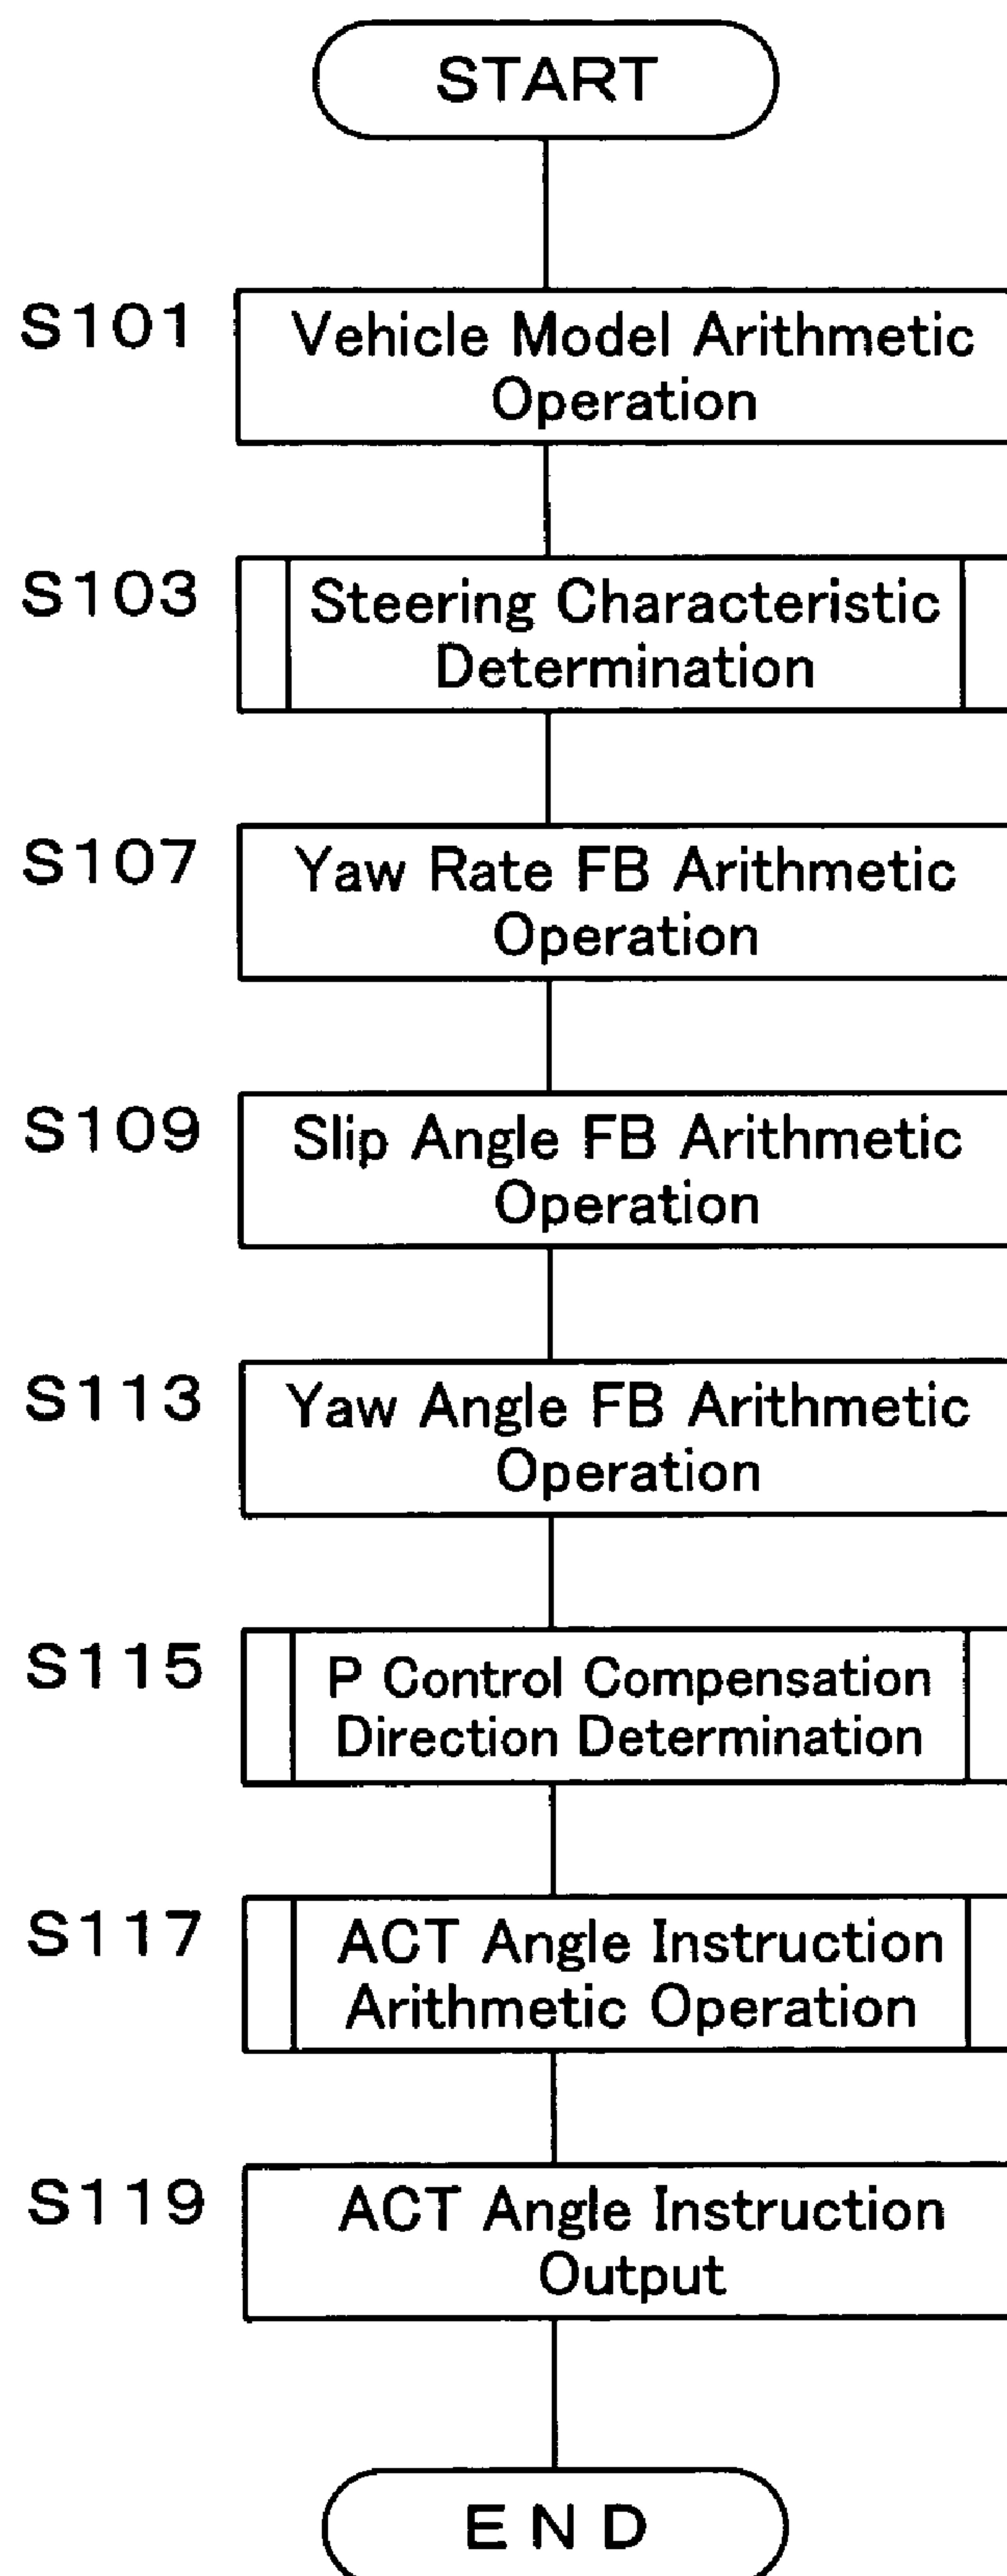 START
S101
Vehicle Model Arithmetic
Operation
S103
Steering Characteristic
Determination
S107
Yaw Rate FB Arithmetic
Operation
S109
Slip Angle FB Arithmetic
Operation
S113
Yaw Angle FB Arithmetic
Operation
S115
P Control Compensation
Direction Determination
S117
ACT Angle Instruction
Arithmetic Operation
S119
ACT Angle Instruction
Output
END